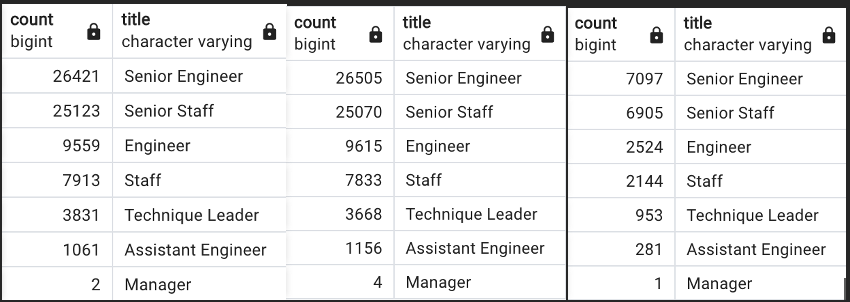 count title
bigint character varying
26421 Senior Engineer
25123 Senior Staff
9559 Engineer
7913 Staff
3831 Technique Leader
1061 Assistant Engineer
2 Manager
count title
bigint character varying
26505 Senior Engineer
25070 Senior Staff
9615 Engineer
7833 Staff
3668 Technique Leader
1156 Assistant Engineer
4 Manager
count title
bigint character varying
7097 Senior Engineer
6905 Senior Staff
2524 Engineer
2144 Staff
953 Technique Leader
281 Assistant Engineer
1 Manager